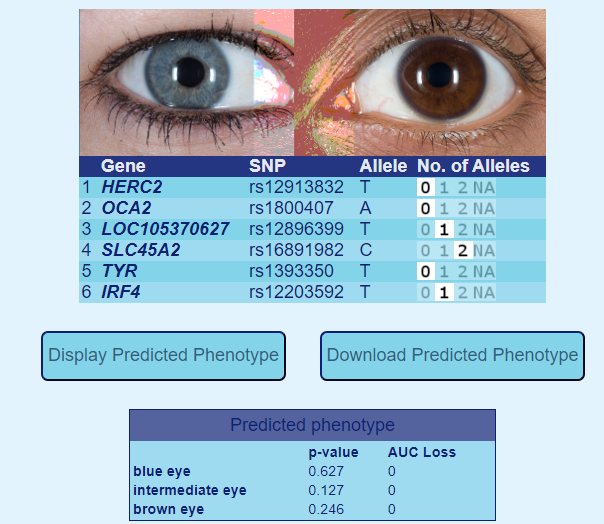 Gene SNP Allele No. of Alleles
1 HERC2 rs12913832 T 0 1 2 NA
2 OCA2 rs1800407 A 0 1 2 NA
3 LOC105370627 rs12896399 T 0 1 2 NA
4 SLC45A2 rs16891982 C 0 1 2 NA
5 TYR rs1393350 T 0 1 2 NA
6 IRF4 rs12203592 T 0 1 2 NA
Display Predicted Phenotype Download Predicted Phenotype
Predicted phenotype
p-value AUC Loss
blue eye 0.627 0
intermediate eye 0.127 0
brown eye 0.246 0